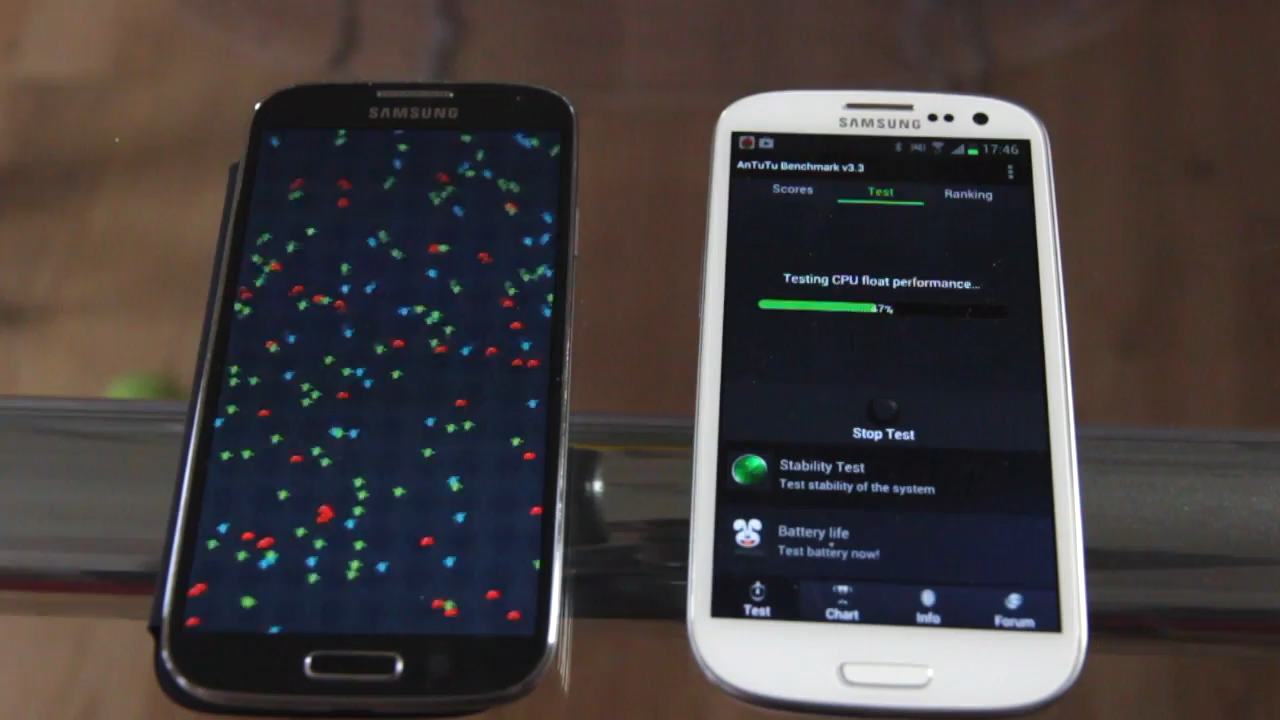 SAMSUNG
SAMSUNG
17:46
AnTuTu Benchmark v3.3
Scores
Test
Ranking
Testing CPU float performance...
47%
Stop Test
Stability Test
Test stability of the system
Battery life
Test battery now!
Test
Chart
Info
Forum